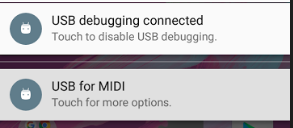 USB debugging connected
Touch to disable USB debugging.
USB for MIDI
Touch for more options.